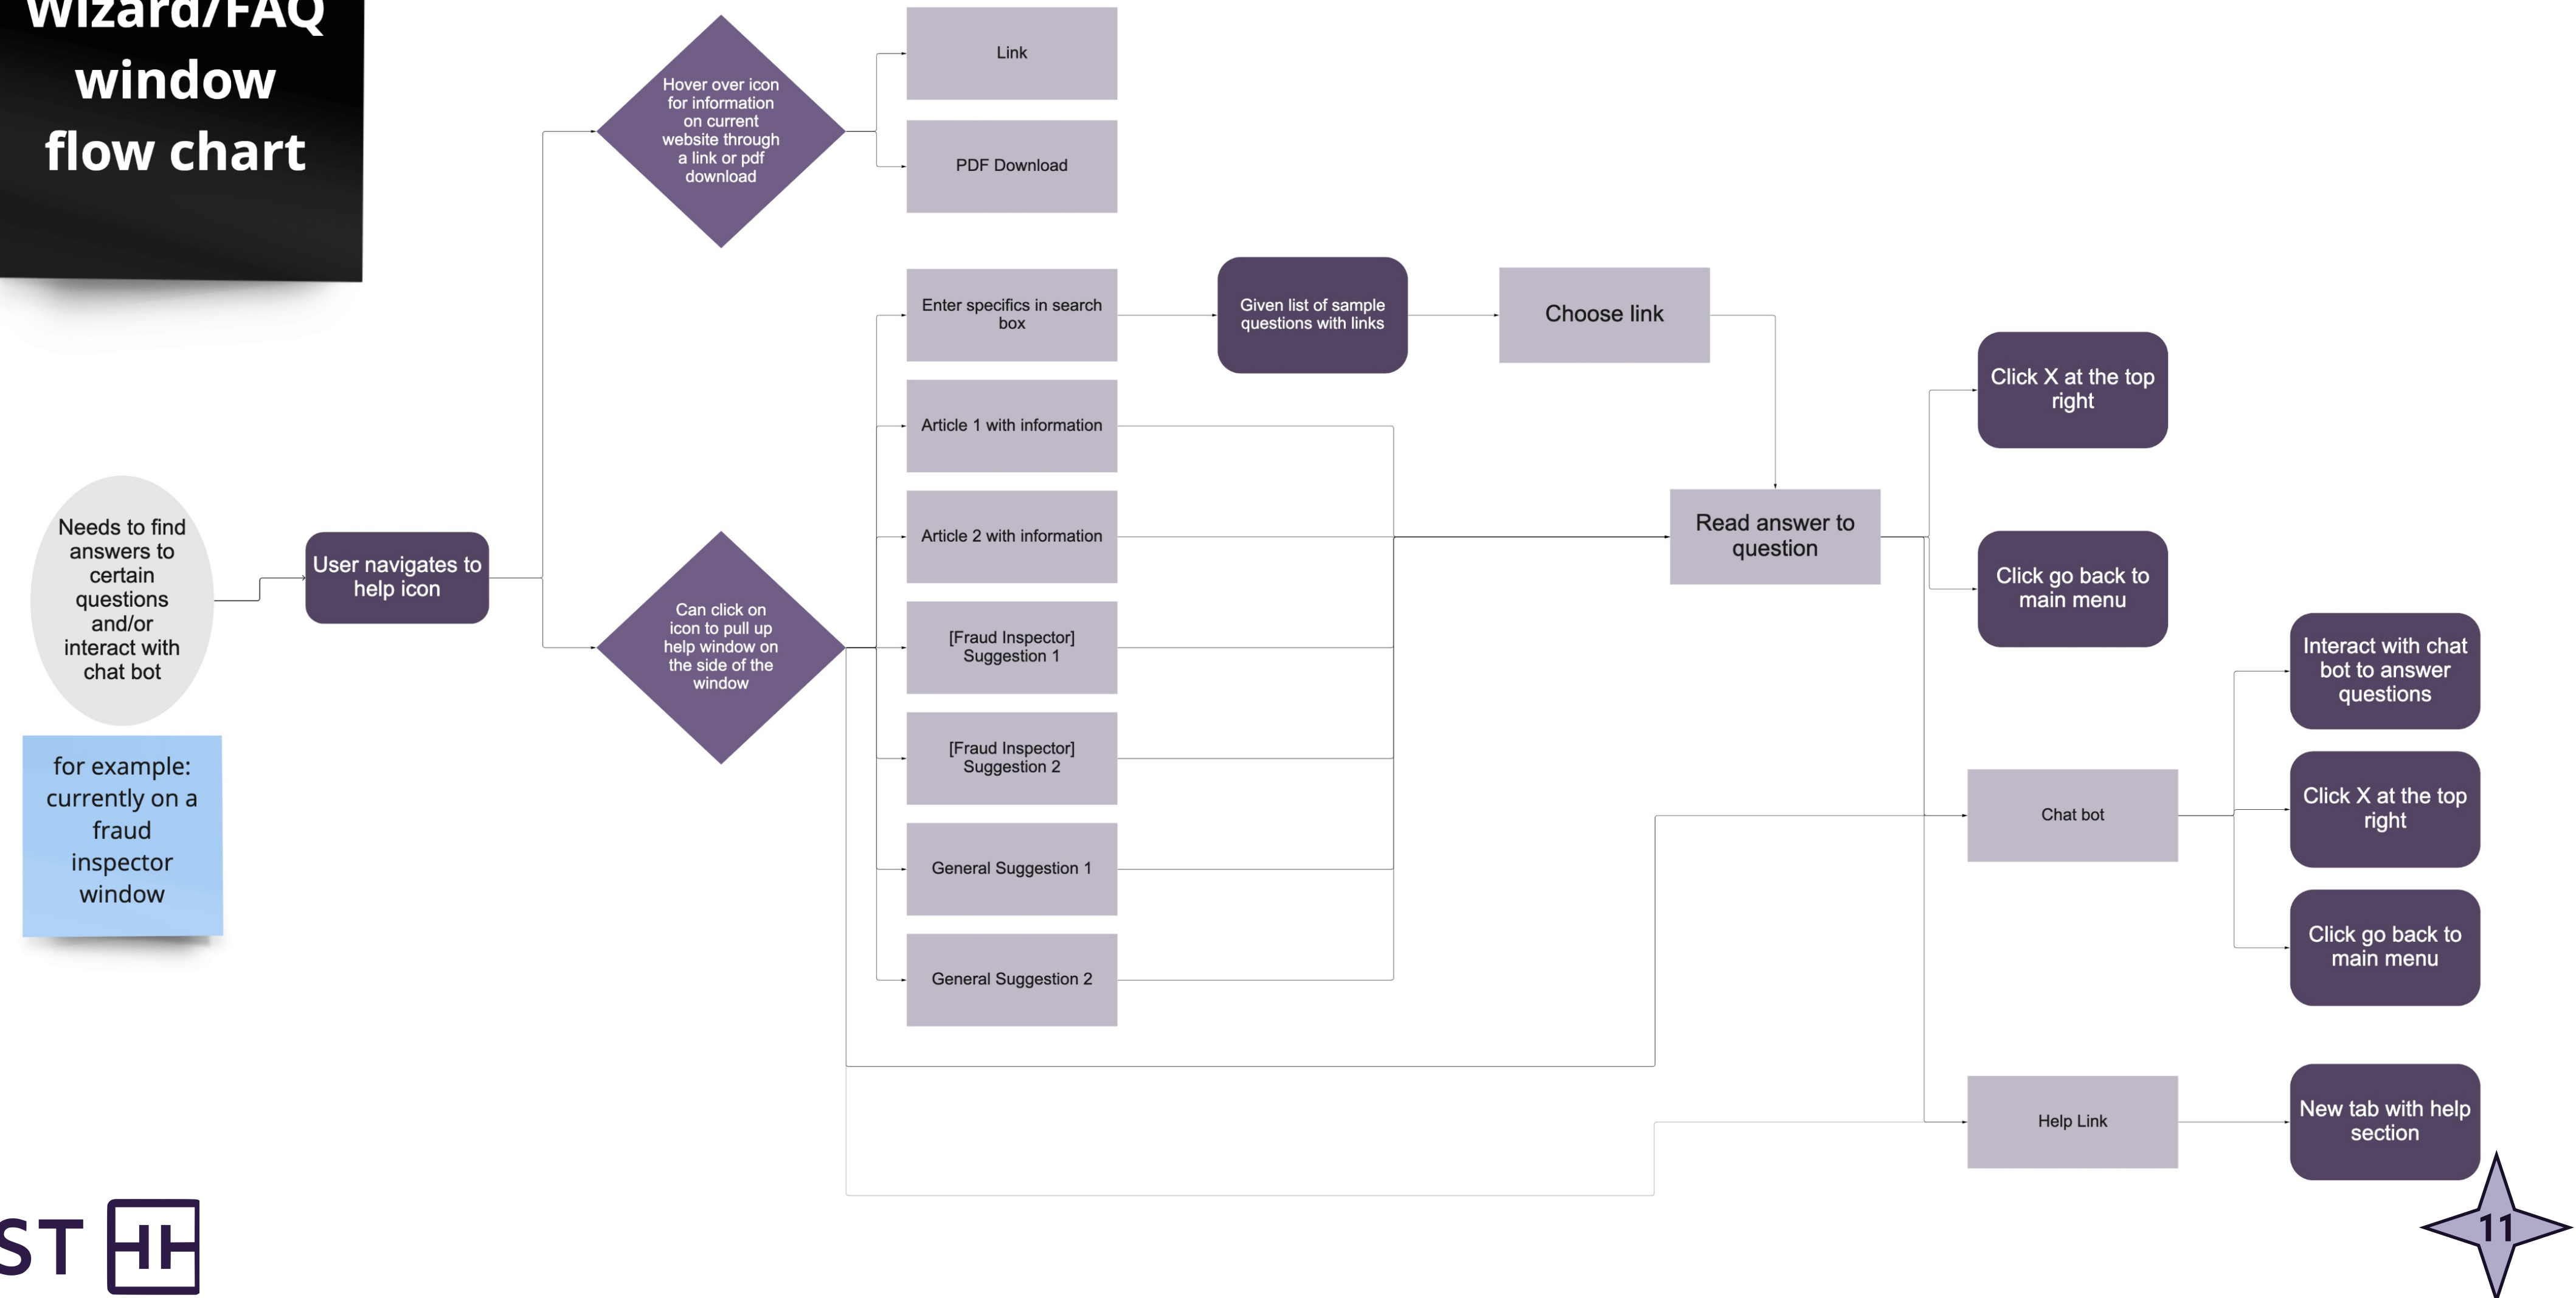 wizard/FAQ
window
flow chart
Hover over icon
for information
on current
website through
a link or pdf
download
Link
PDF Download
Enter specifics in search
box
Given list of sample
questions with links
Choose link
Article 1 with information
Article 2 with information
[Fraud Inspector]
Suggestion 1
[Fraud Inspector]
Suggestion 2
General Suggestion 1
General Suggestion 2
Needs to find
answers to
certain
questions
and/or
interact with
chat bot
User navigates to
help icon
Can click on
icon to pull up
help window on
the side of the
window
for example:
currently on a
fraud
inspector
window
Read answer to
question
Click X at the top
right
Click go back to
main menu
Chat bot
Interact with chat
bot to answer
questions
Click X at the top
right
Click go back to
main menu
Help Link
New tab with help
section
ST
11